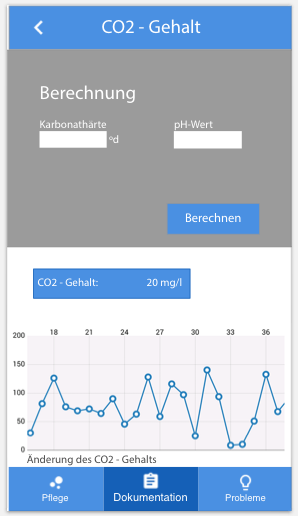 CO2 - Gehalt
Berechnung
Karbonathärte pH-Wert
ºd
Berechnen
CO2 - Gehalt: 20 mg/l
18 21 24 27 30 33 36
200
150
100
50
0
Änderung des CO2 - Gehalts
Pflege Dokumentation Probleme